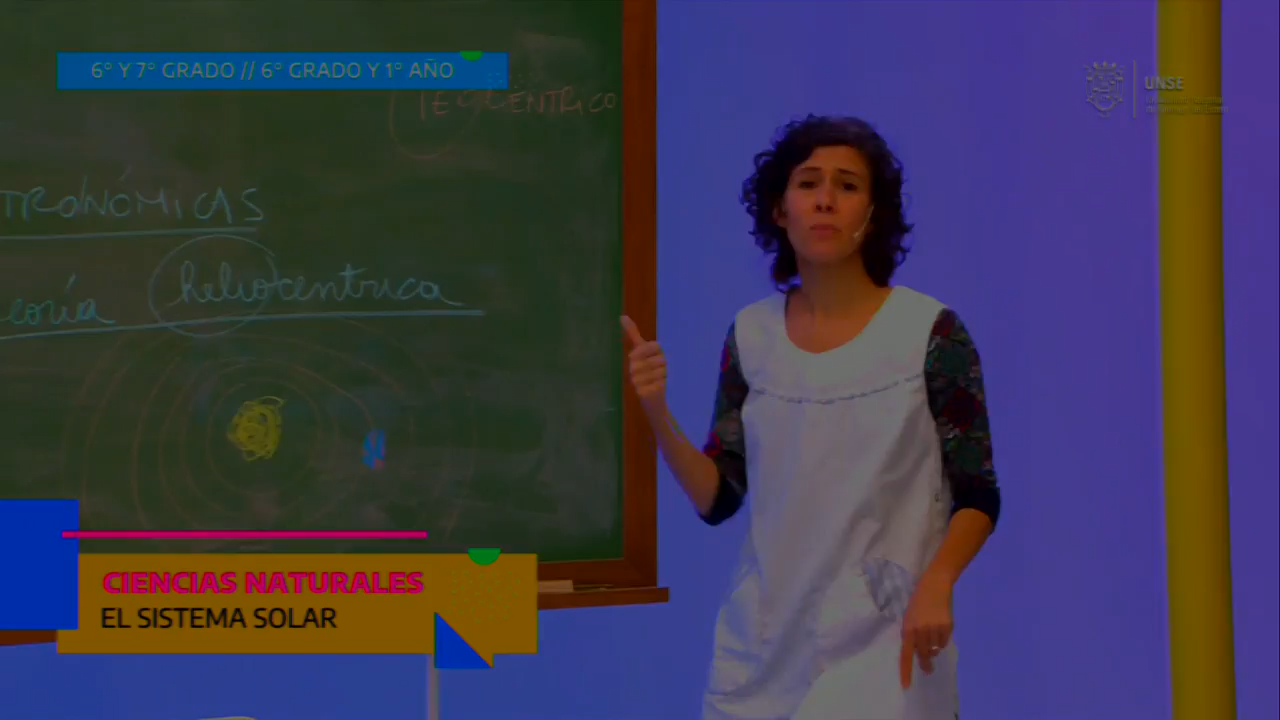 6° Y 7° GRADO // 6° GRADO Y 1° AÑO
UNSE
TRONÓMICAS
eoría heliocentrica
CIENCIAS NATURALES
EL SISTEMA SOLAR